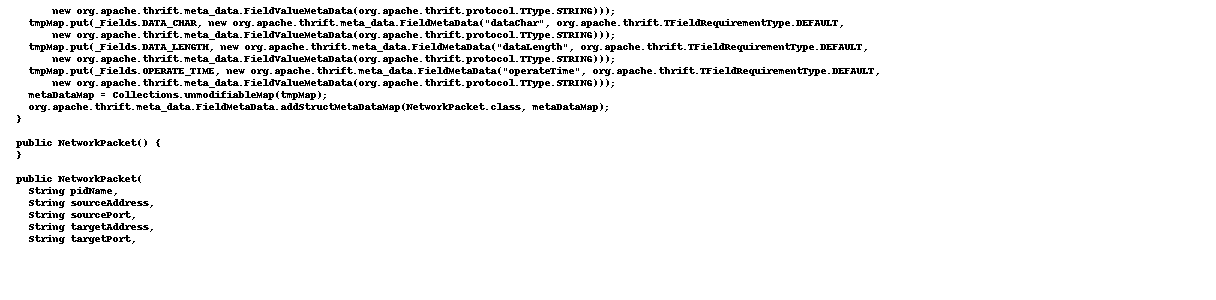 new org.apache.thrift.meta_data.FieldValueMetaData(org.apache.thrift.protocol.TType.STRING)));
tmpMap.put(_Fields.DATA_CHAR, new org.apache.thrift.meta_data.FieldMetaData("dataChar", org.apache.thrift.TFieldRequirementType.DEFAULT,
new org.apache.thrift.meta_data.FieldValueMetaData(org.apache.thrift.protocol.TType.STRING)));
tmpMap.put(_Fields.DATA_LENGTH, new org.apache.thrift.meta_data.FieldMetaData("dataLength", org.apache.thrift.TFieldRequirementType.DEFAULT,
new org.apache.thrift.meta_data.FieldValueMetaData(org.apache.thrift.protocol.TType.STRING)));
tmpMap.put(_Fields.OPERATE_TIME, new org.apache.thrift.meta_data.FieldMetaData("operateTime", org.apache.thrift.TFieldRequirementType.DEFAULT,
new org.apache.thrift.meta_data.FieldValueMetaData(org.apache.thrift.protocol.TType.STRING)));
metaDataMap = Collections.unmodifiableMap(tmpMap);
org.apache.thrift.meta_data.FieldMetaData.addStructMetaDataMap(NetworkPacket.class, metaDataMap);
}
public NetworkPacket() {
}
public NetworkPacket(
String pidName,
String sourceAddress,
String sourcePort,
String targetAddress,
String targetPort,